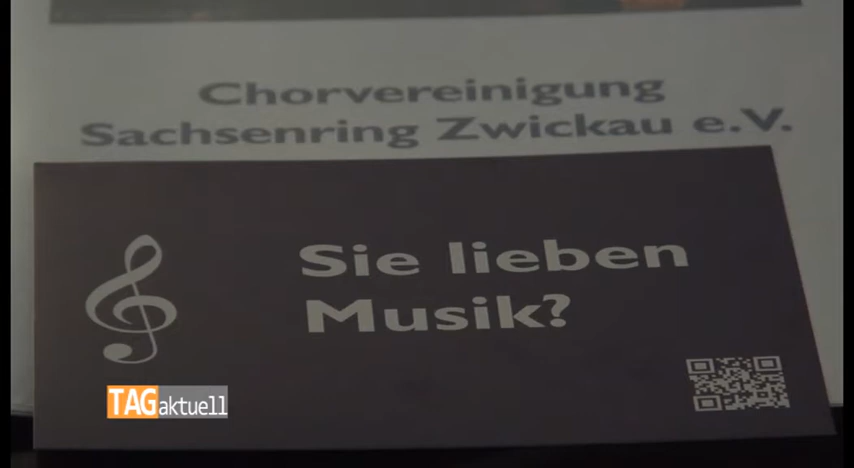 Chorvereinigung
Sachsenring Zwickau e.V.
Sie lieben
Musik?
TAGaktuell